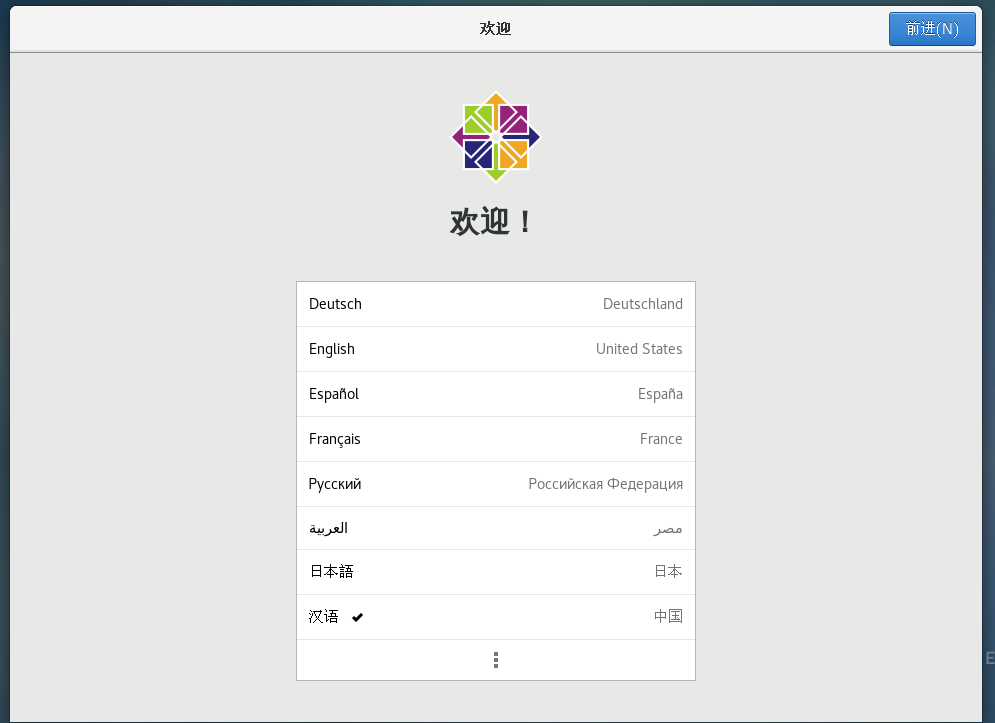 欢迎
前进(N)
欢迎！
Deutsch Deutschland
English United States
Español España
Français France
Русский Российская Федерация
العربية مصر
日本語 日本
汉语 中国
E